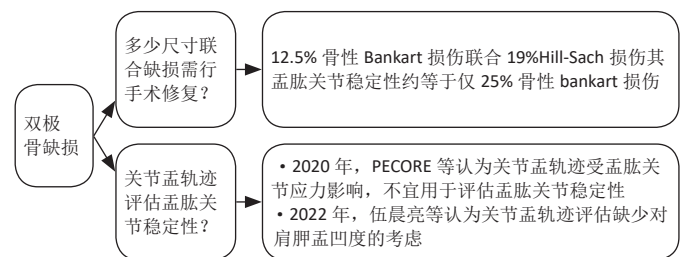 双极
骨缺损
多少尺寸联
合缺损需行
手术修复？
12.5% 骨性 Bankart 损伤联合 19%Hill-Sach 损伤其
盂肱关节稳定性约等于仅 25% 骨性 bankart 损伤
关节盂轨迹
评估盂肱关
节稳定性？
・2020 年，PECORE 等认为关节盂轨迹受盂肱关
节应力影响，不宜用于评估盂肱关节稳定性
・2022 年，伍晨亮等认为关节盂轨迹评估缺少对
肩胛盂凹度的考虑